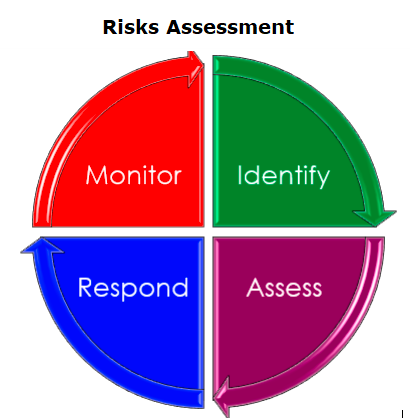 Risks Assessment
Monitor Identify
Respond Assess